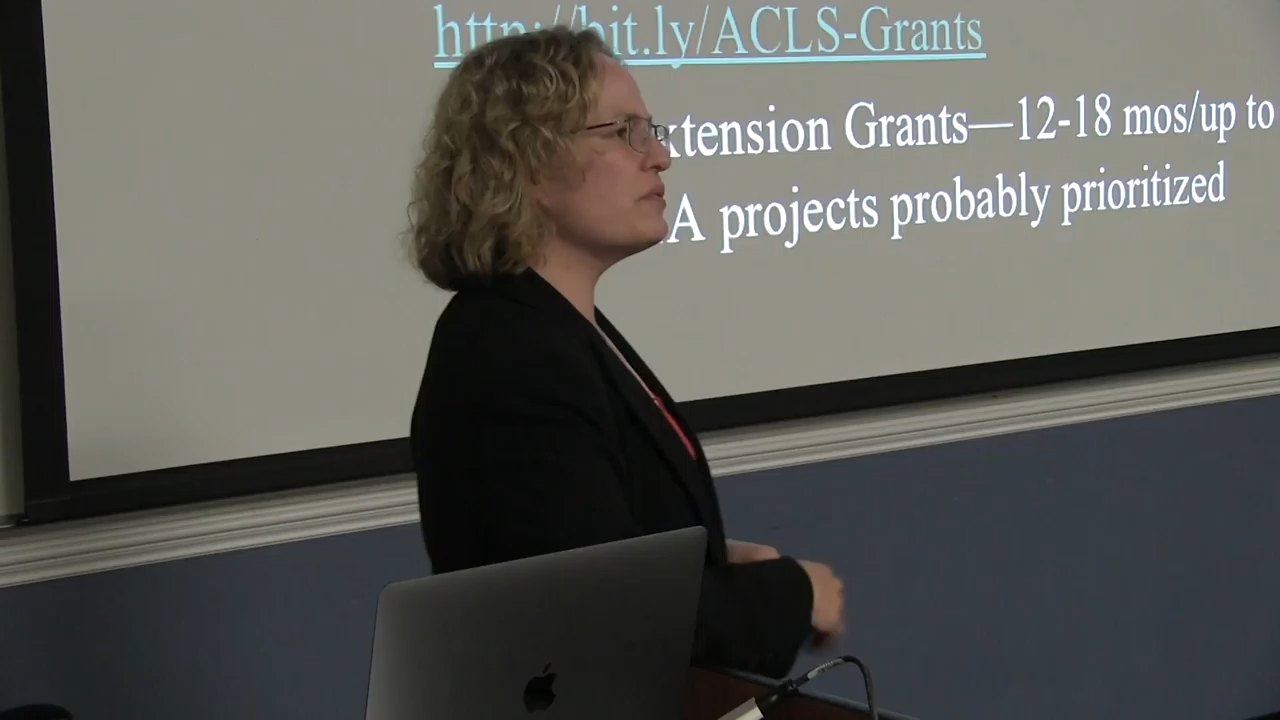 http://bit.ly/ACLS-Grants
xtension Grants—12-18 mos/up to
A projects probably prioritized